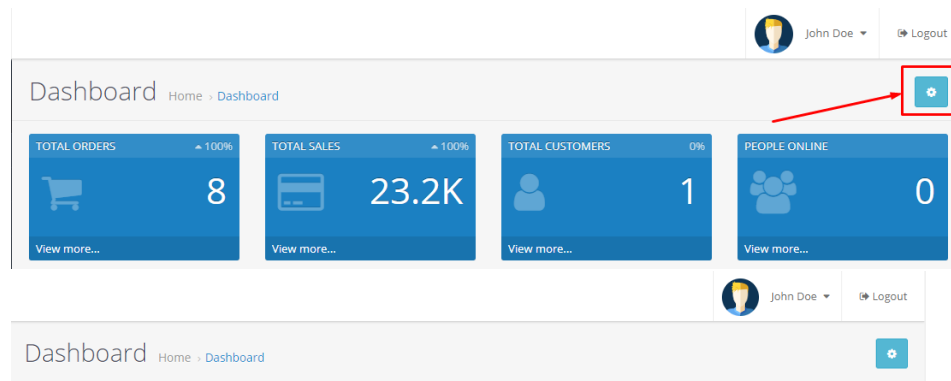 John Doe Logout
Dashboard Home › Dashboard
TOTAL ORDERS 100%
8
View more...
TOTAL SALES 100%
23.2K
View more...
TOTAL CUSTOMERS 0%
1
View more...
PEOPLE ONLINE
0
View more...
John Doe Logout
Dashboard Home › Dashboard